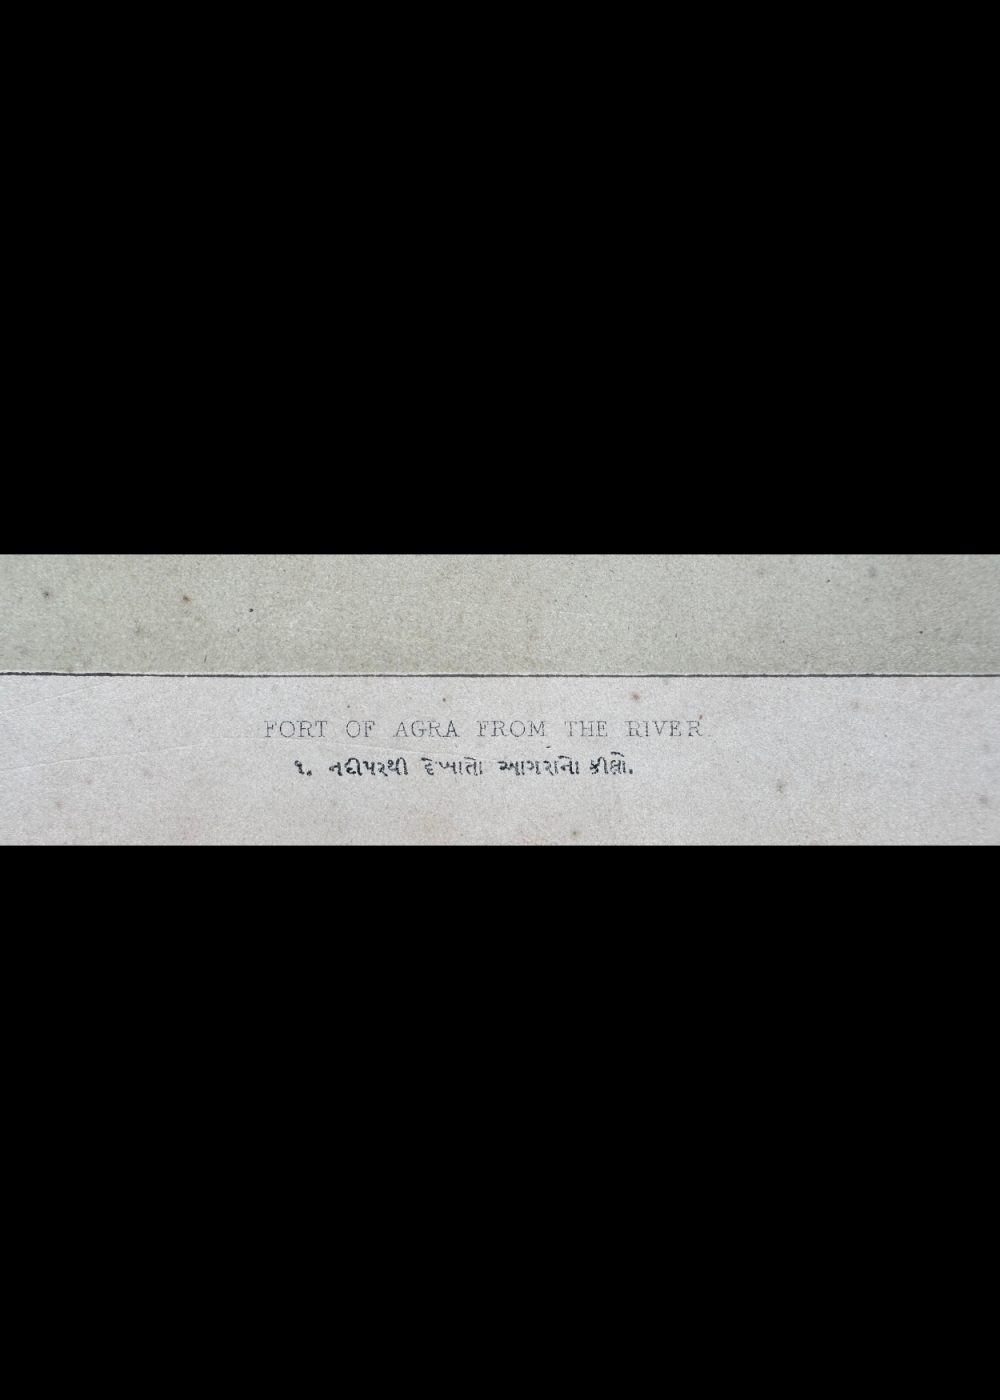 FORT OF AGRA FROM THE RIVER.
૧. નદીપરથી દેખાતો આગરાનો કીલ્લો.